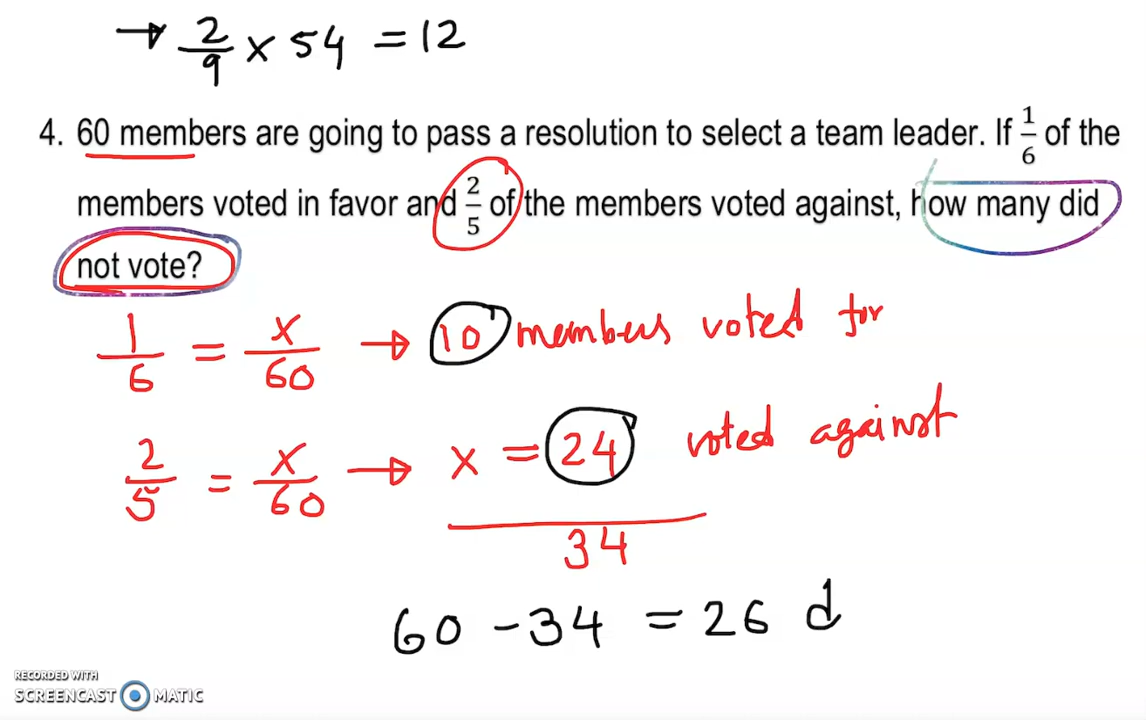 → 2/9 × 54 = 12
4. 60 members are going to pass a resolution to select a team leader. If 1/6 of the
members voted in favor and 2/5 of the members voted against, how many did
not vote?
1/6 = x/60 → 10 members voted for
2/5 = x/60 → x = 24 voted against
34
60 - 34 = 26 d
RECORDED WITH
SCREENCAST MATIC